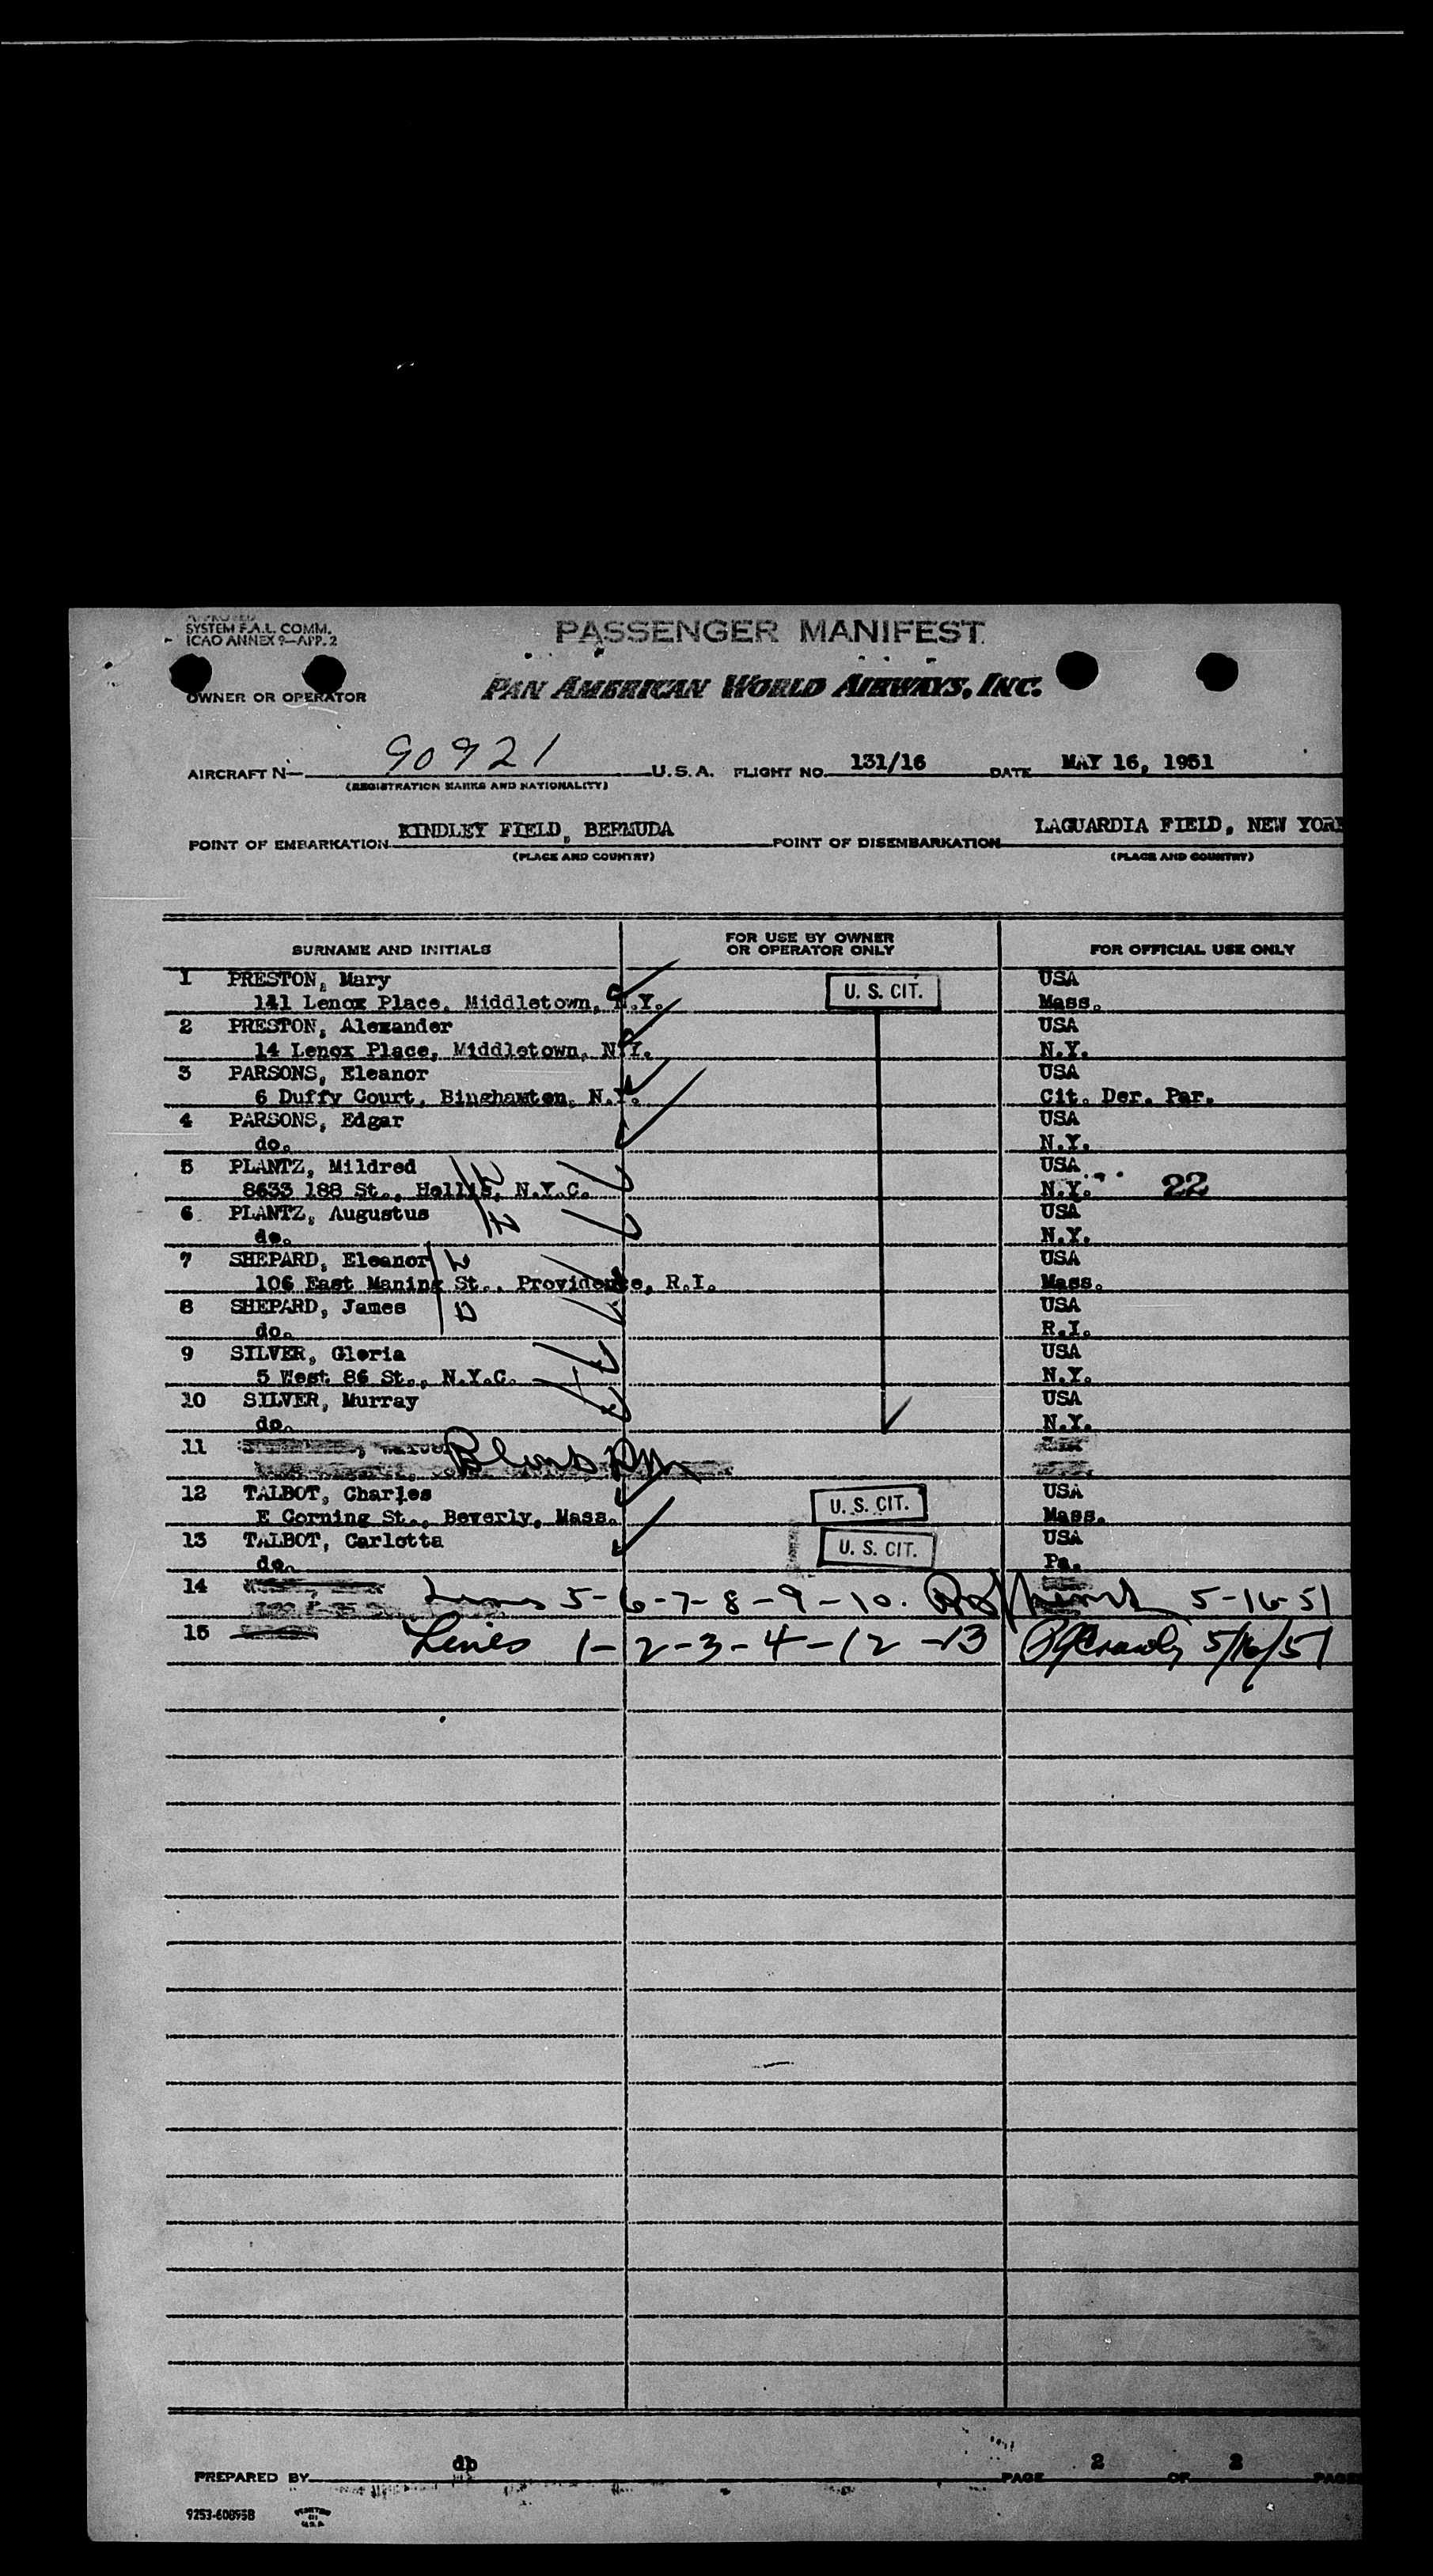 SYSTEM F.A.L. COMM.
ICAO ANNEX 9—APP. 2
PASSENGER MANIFEST
OWNER OR OPERATOR
PAN AMERICAN WORLD AIRWAYS, INC.
AIRCRAFT N— 90921 U.S.A. FLIGHT NO. 131/16 DATE MAY 16, 1951
(REGISTRATION MARKS AND NATIONALITY)
POINT OF EMBARKATION KINDLEY FIELD, BERMUDA POINT OF DISEMBARKATION LAGUARDIA FIELD, NEW YORK
(PLACE AND COUNTRY) (PLACE AND COUNTRY)
SURNAME AND INITIALS FOR USE BY OWNER OR OPERATOR ONLY FOR OFFICIAL USE ONLY
1 PRESTON, Mary U. S. CIT. USA
141 Lenox Place, Middletown, N.Y. Mass.
2 PRESTON, Alexander USA
14 Lenox Place, Middletown, N.Y. N.Y.
3 PARSONS, Eleanor USA
6 Duffy Court, Binghamton, N.Y. Cit. Der. Par.
4 PARSONS, Edgar USA
do. N.Y.
5 PLANTZ, Mildred USA
8633 188 St., Hollis, N.Y.C. N.Y. 22
6 PLANTZ, Augustus USA
do. N.Y.
7 SHEPARD, Eleanor USA
106 East Maning St., Providence, R.I. Mass.
8 SHEPARD, James USA
do. R.I.
9 SILVER, Gloria USA
5 West 86 St., N.Y.C. N.Y.
10 SILVER, Murray USA
do. N.Y.
11
12 TALBOT, Charles U. S. CIT. USA
E Corning St., Beverly, Mass. Mass.
13 TALBOT, Carlotta U. S. CIT. USA
do. Pa.
14 Lines 5-6-7-8-9-10. 5-16-51
15 Lines 1-2-3-4-12-13 5/16/51
PREPARED BY db PAGE 2 OF 2 PAGES
9253-60895B PRINTED IN U.S.A.